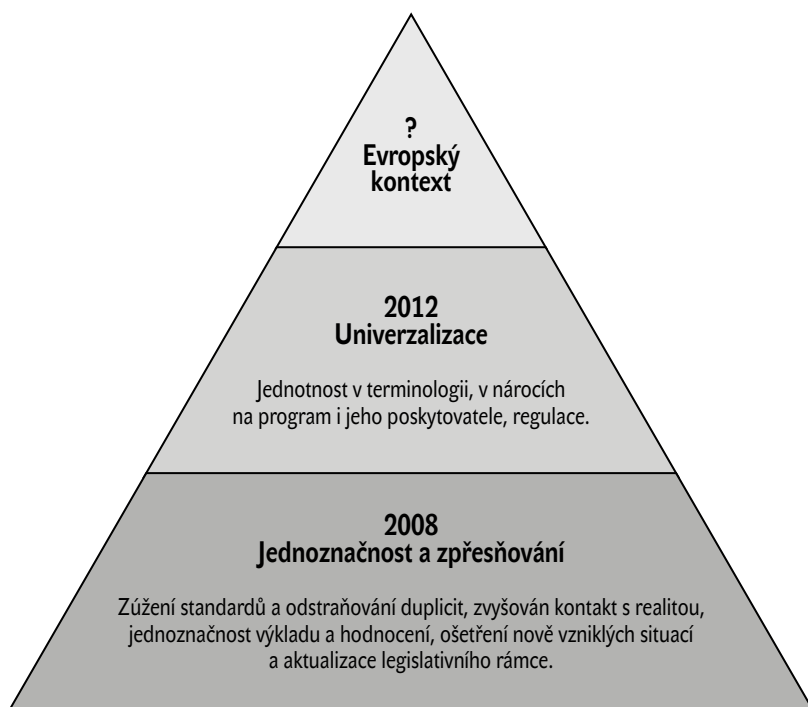 ?
Evropský
kontext
2012
Univerzalizace
Jednotnost v terminologii, v nárocích
na program i jeho poskytovatele, regulace.
2008
Jednoznačnost a zpřesňování
Zúžení standardů a odstraňování duplicit, zvyšován kontakt s realitou,
jednoznačnost výkladu a hodnocení, ošetření nově vzniklých situací
a aktualizace legislativního rámce.